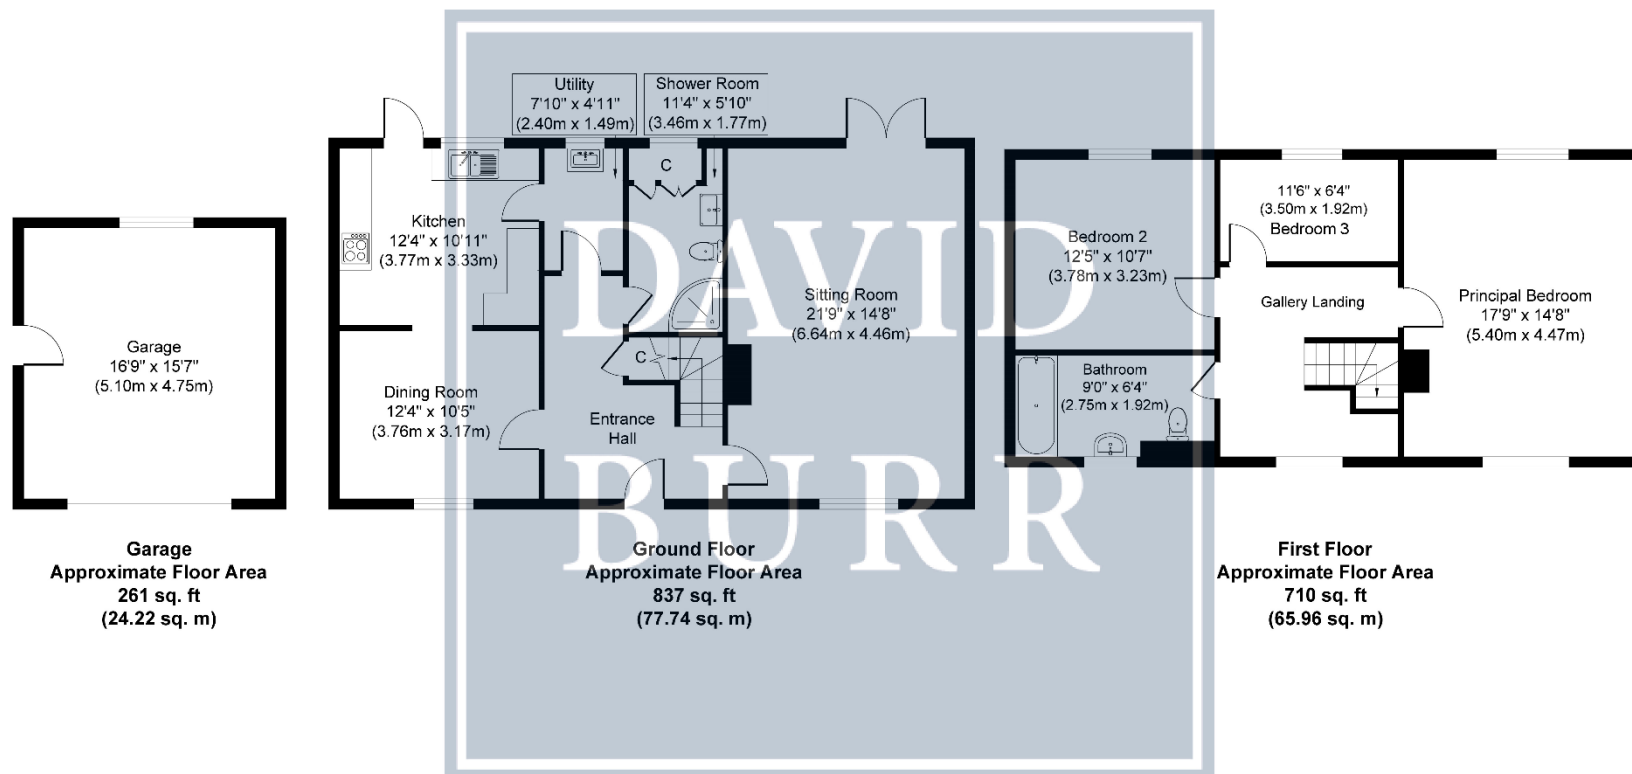 Utility
7'10" x 4'11"
(2.40m x 1.49m)
Shower Room
11'4" x 5'10"
(3.46m x 1.77m)
C
Kitchen
12'4" x 10'11"
(3.77m x 3.33m)
Sitting Room
21'9" x 14'8"
(6.64m x 4.46m)
C
Dining Room
12'4" x 10'5"
(3.76m x 3.17m)
Entrance
Hall
Garage
16'9" x 15'7"
(5.10m x 4.75m)
Bedroom 2
12'5" x 10'7"
(3.78m x 3.23m)
11'6" x 6'4"
(3.50m x 1.92m)
Bedroom 3
Gallery Landing
Principal Bedroom
17'9" x 14'8"
(5.40m x 4.47m)
Bathroom
9'0" x 6'4"
(2.75m x 1.92m)
DAVID
BURR
Garage
Approximate Floor Area
261 sq. ft
(24.22 sq. m)
Ground Floor
Approximate Floor Area
837 sq. ft
(77.74 sq. m)
First Floor
Approximate Floor Area
710 sq. ft
(65.96 sq. m)